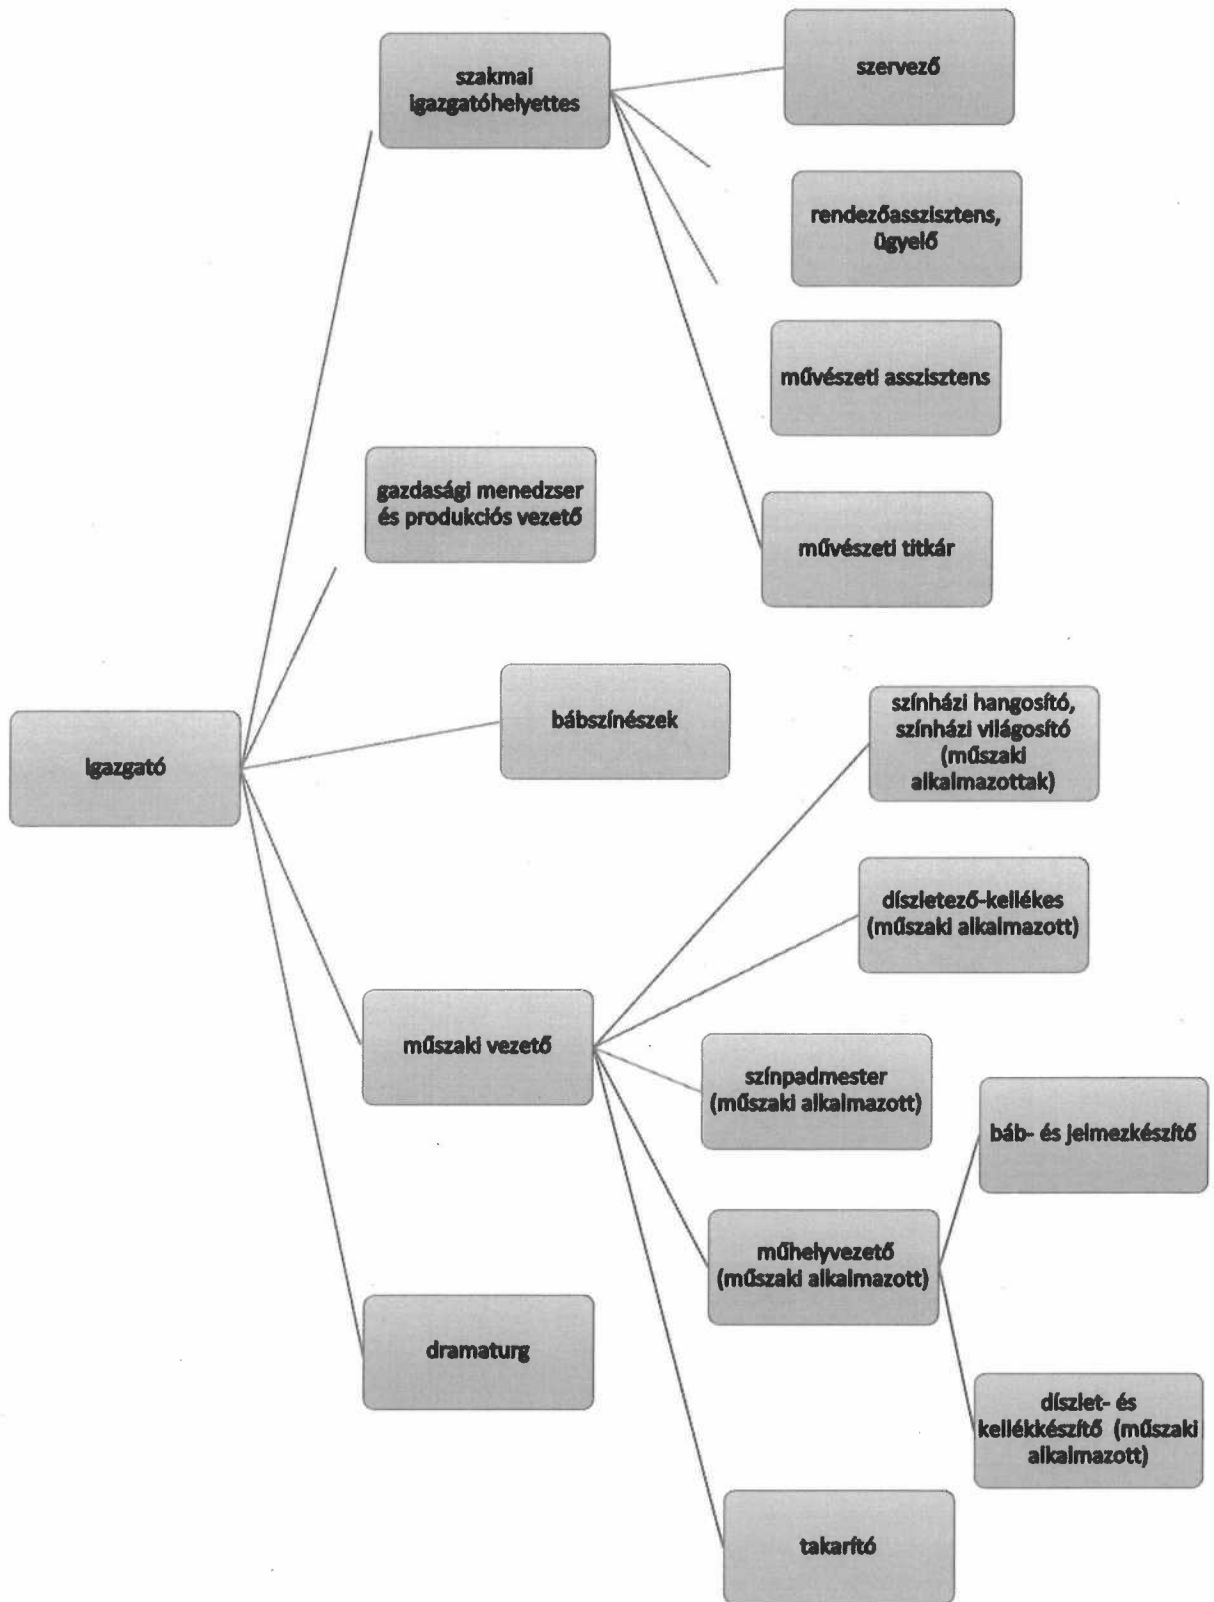 szakmai
igazgatóhelyettes
szervező
rendezőasszisztens,
ügyelő
művészeti asszisztens
művészeti titkár
gazdasági menedzser
és produkciós vezető
bábszínészek
Igazgató
színházi hangosító,
színházi világosító
(műszaki
alkalmazottak)
díszletező-kellékes
(műszaki alkalmazott)
műszaki vezető
színpadmester
(műszaki alkalmazott)
báb- és jelmezkészítő
műhelyvezető
(műszaki alkalmazott)
dramaturg
díszlet- és
kellékkészítő (műszaki
alkalmazott)
takarító